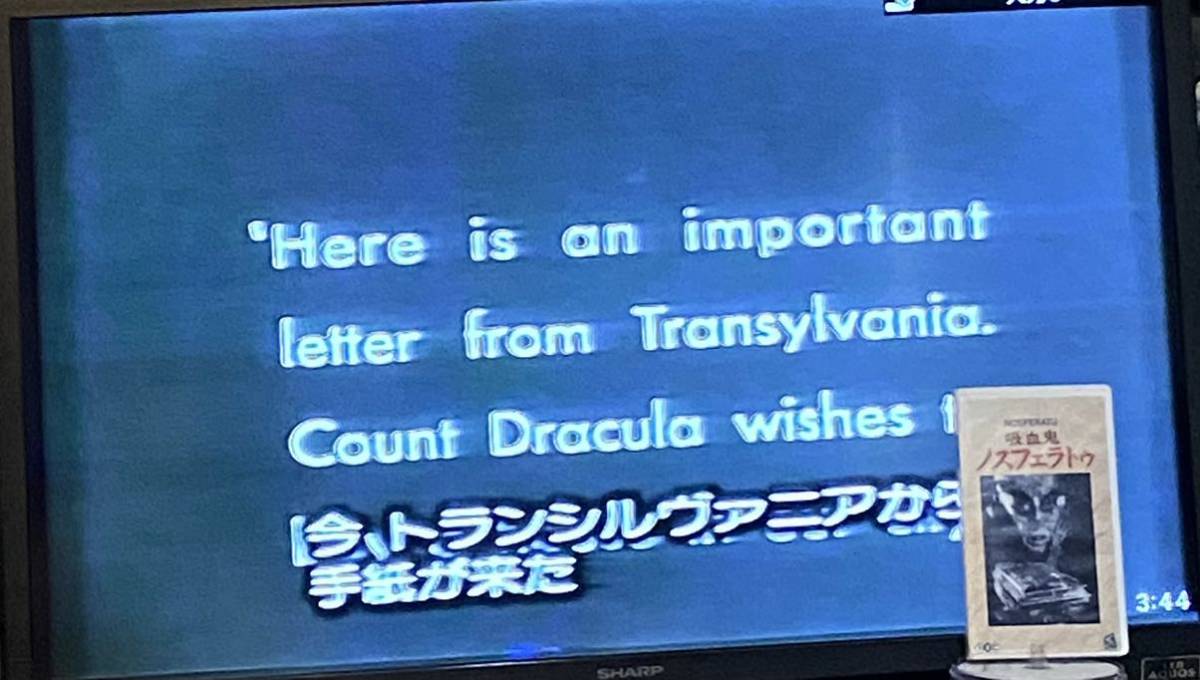 "Here is an important
letter from Transylvania.
Count Dracula wishes
「今、トランシルヴァニアから
手紙が来た
NOSFERATU
吸血鬼
ノスフェラトゥ
3:44
SHARP
AQUOS